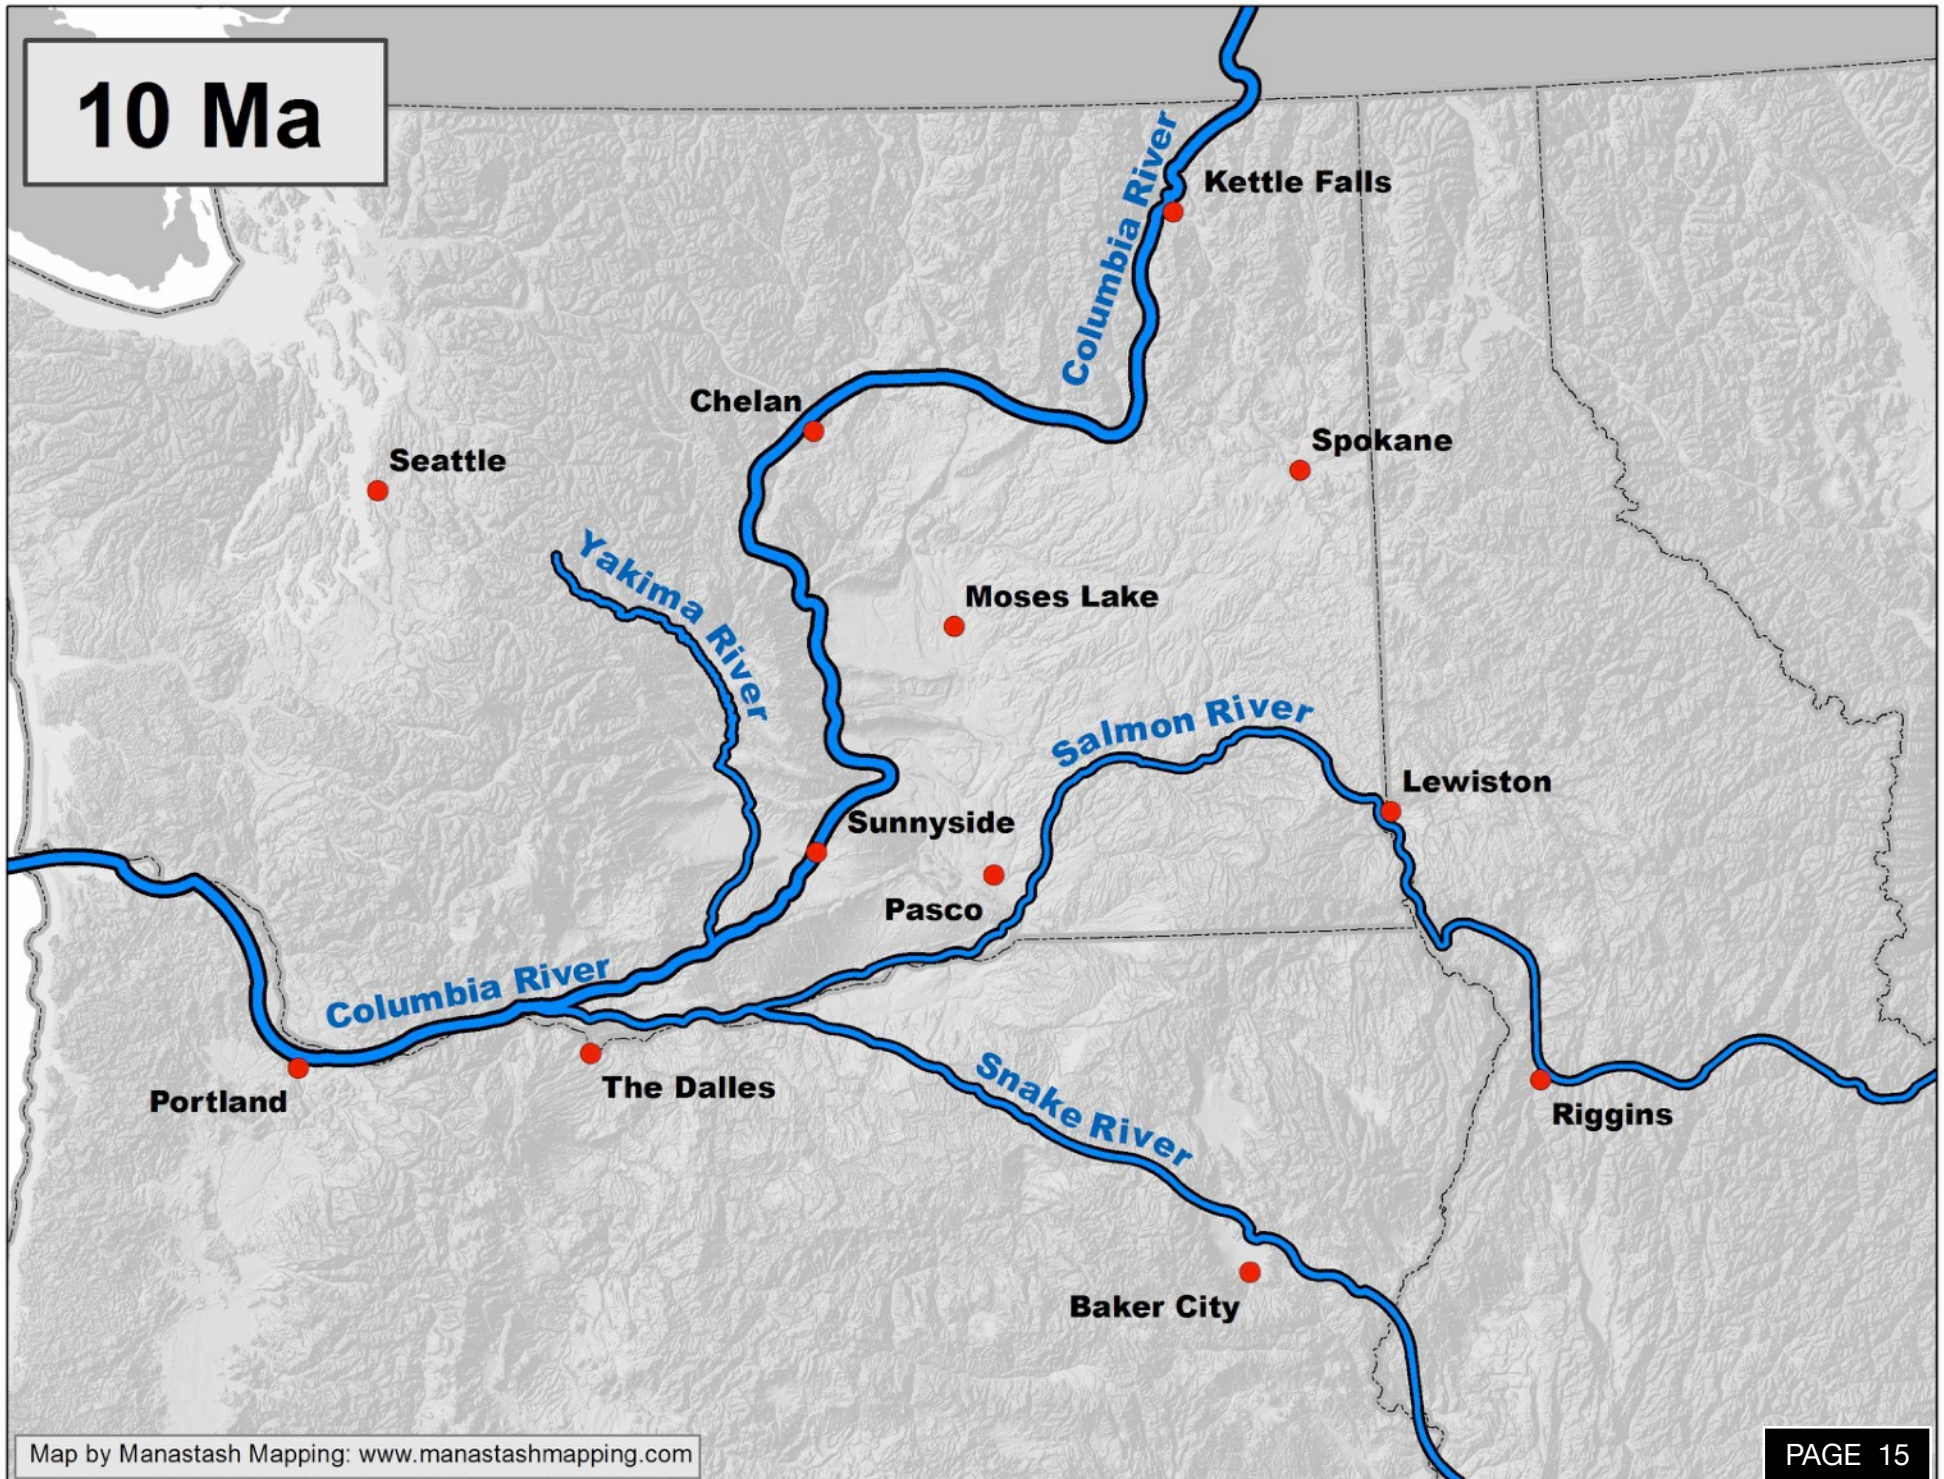 10 Ma
Columbia River
Kettle Falls
Chelan
Spokane
Seattle
Yakima River
Moses Lake
Salmon River
Lewiston
Sunnyside
Pasco
Columbia River
Portland
The Dalles
Snake River
Riggins
Baker City
Map by Manastash Mapping: www.manastashmapping.com
PAGE 15